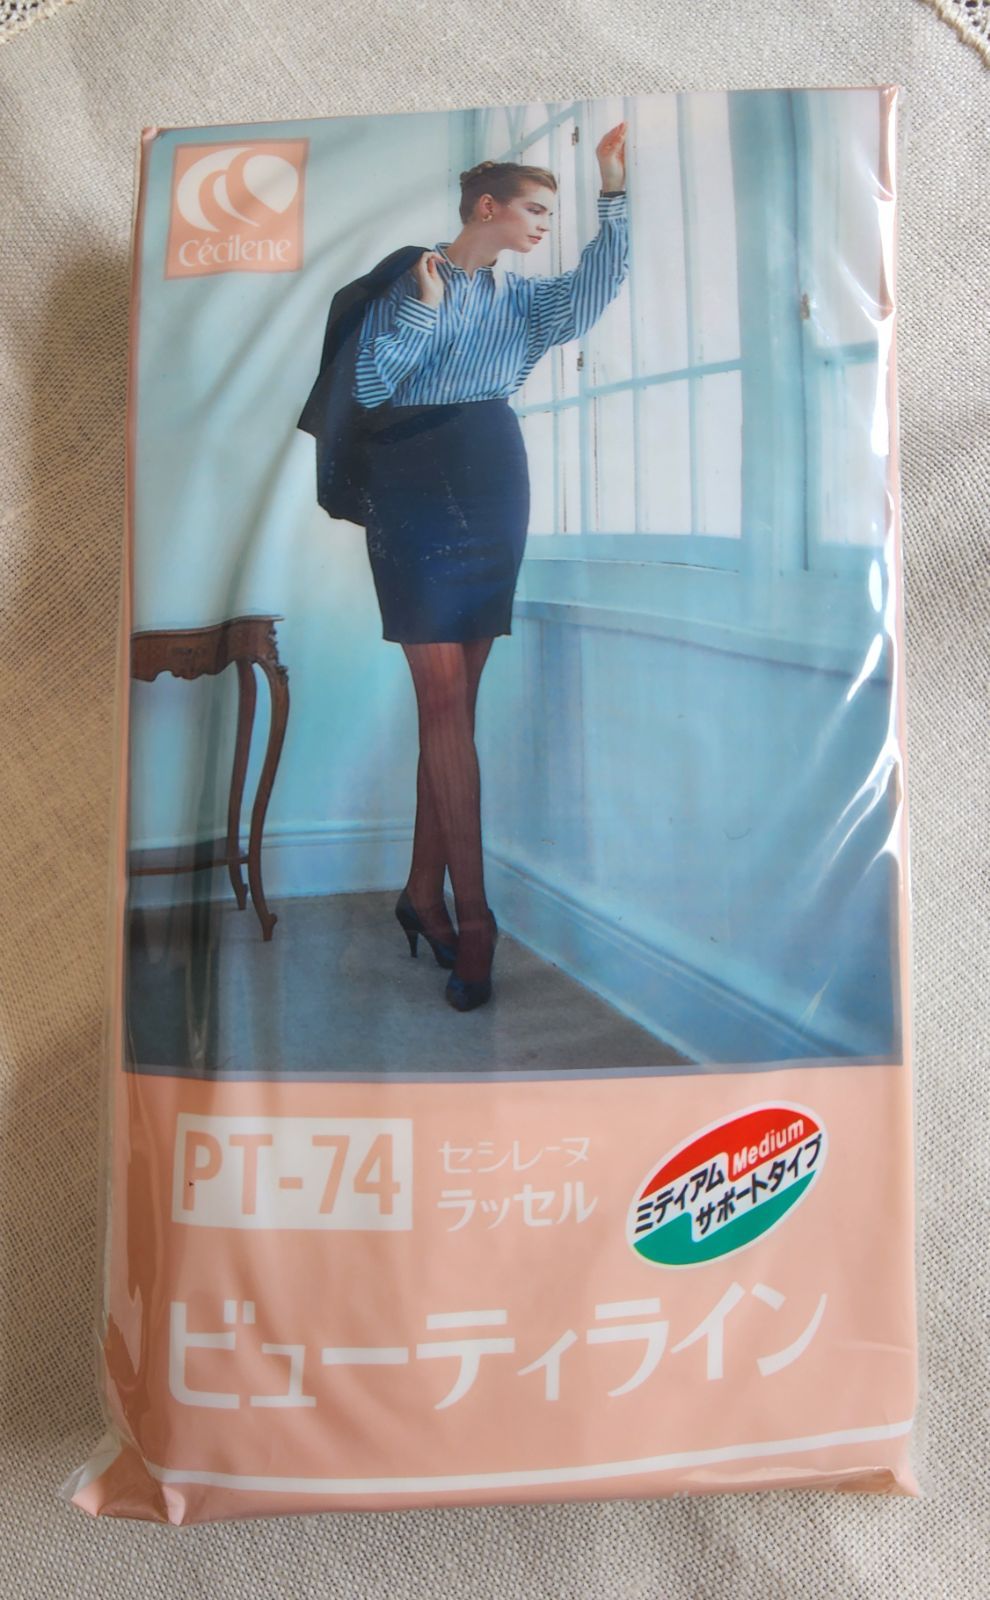 Cécilene
PT-74
セシレーヌ
ラッセル
Medium
ミディアム
サポートタイプ
ビューティライン